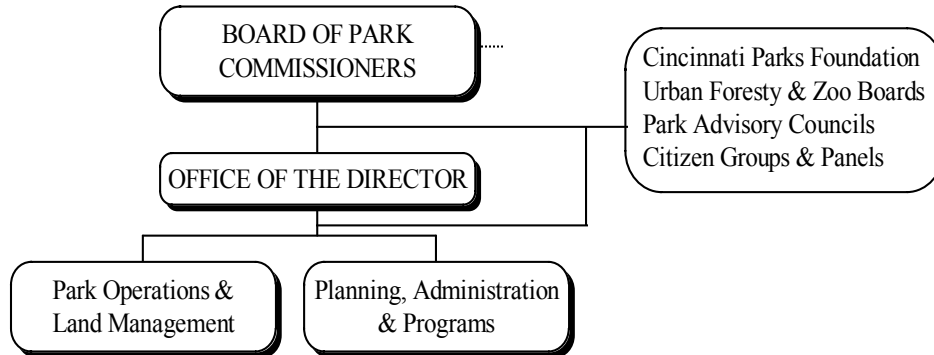 BOARD OF PARK
COMMISSIONERS
Cincinnati Parks Foundation
Urban Foresty & Zoo Boards
Park Advisory Councils
Citizen Groups & Panels
OFFICE OF THE DIRECTOR
Park Operations &
Land Management
Planning, Administration
& Programs